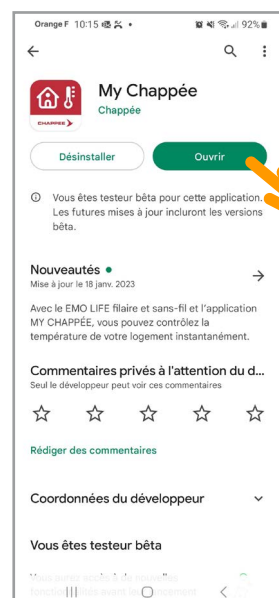 Orange F 10:15 92%
My Chappée
Chappée
CHAPPÉE
Désinstaller Ouvrir
Vous êtes testeur bêta pour cette application.
Les futures mises à jour incluront les versions
bêta.
Nouveautés
Mise à jour le 18 janv. 2023
Avec le EMO LIFE filaire et sans-fil et l'application
MY CHAPPÉE, vous pouvez contrôlez la
température de votre logement instantanément.
Commentaires privés à l'attention du d...
Seul le développeur peut voir ces commentaires
Rédiger des commentaires
Coordonnées du développeur
Vous êtes testeur bêta